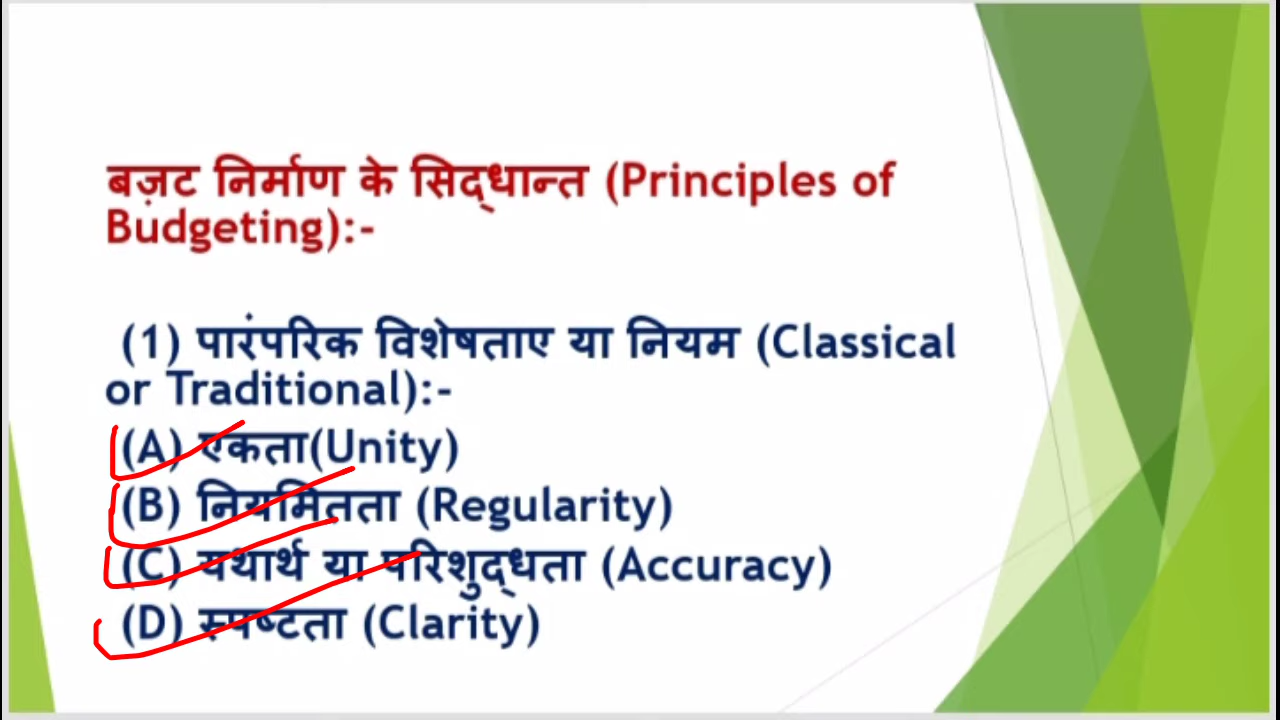 बज़ट निर्माण के सिद्धान्त (Principles of
Budgeting):-
(1) पारंपरिक विशेषताए या नियम (Classical
or Traditional):-
(A) एकता(Unity)
(B) नियमितता (Regularity)
(C) यथार्थ या परिशुद्धता (Accuracy)
(D) स्पष्टता (Clarity)